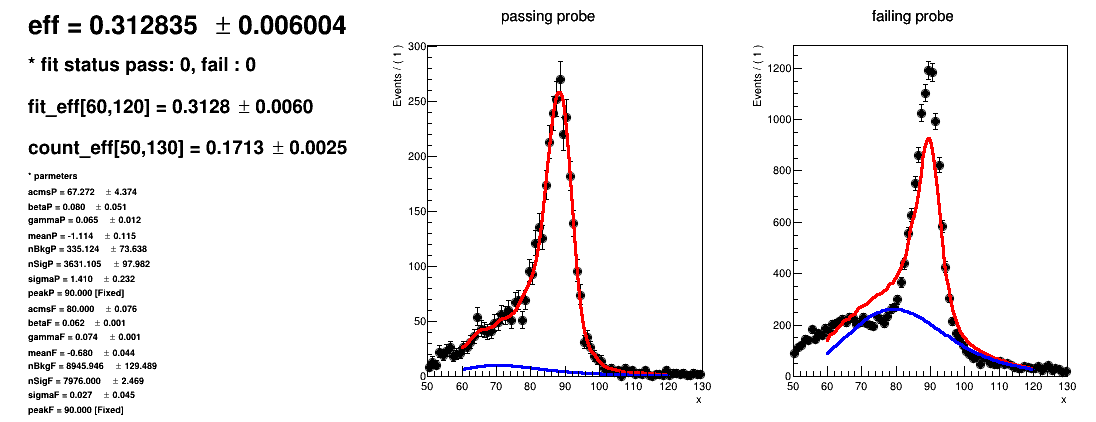 eff = 0.312835 ± 0.006004
* fit status pass: 0, fail : 0
fit_eff[60,120] = 0.3128 ± 0.0060
count_eff[50,130] = 0.1713 ± 0.0025
* parmeters
acmsP = 67.272 ± 4.374
betaP = 0.080 ± 0.051
gammaP = 0.065 ± 0.012
meanP = -1.114 ± 0.115
nBkgP = 335.124 ± 73.638
nSigP = 3631.105 ± 97.982
sigmaP = 1.410 ± 0.232
peakP = 90.000 [Fixed]
acmsF = 80.000 ± 0.076
betaF = 0.062 ± 0.001
gammaF = 0.074 ± 0.001
meanF = -0.680 ± 0.044
nBkgF = 8945.946 ± 129.489
nSigF = 7976.000 ± 2.469
sigmaF = 0.027 ± 0.045
peakF = 90.000 [Fixed]
passing probe
Events / ( 1 )
300
250
200
150
100
50
0
50 60 70 80 90 100 110 120 130
x
failing probe
Events / ( 1 )
1200
1000
800
600
400
200
0
50 60 70 80 90 100 110 120 130
x